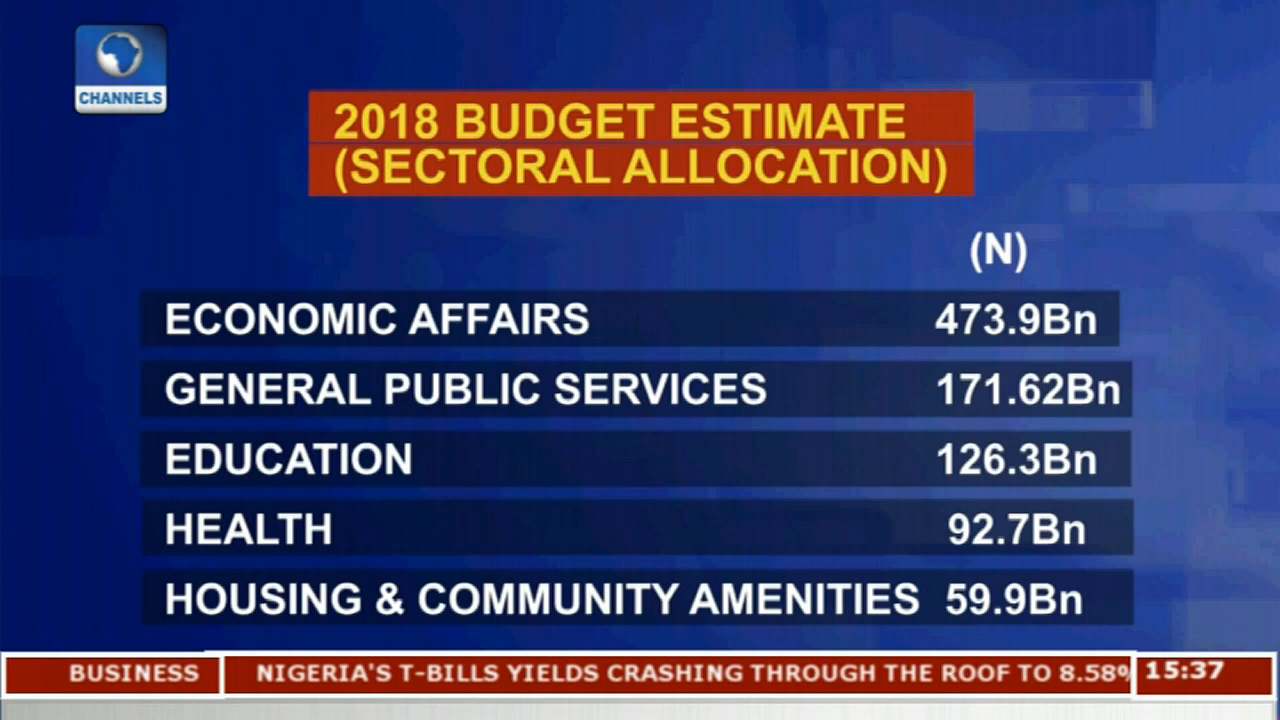 CHANNELS
2018 BUDGET ESTIMATE
(SECTORAL ALLOCATION)
(N)
ECONOMIC AFFAIRS 473.9Bn
GENERAL PUBLIC SERVICES 171.62Bn
EDUCATION 126.3Bn
HEALTH 92.7Bn
HOUSING & COMMUNITY AMENITIES 59.9Bn
BUSINESS NIGERIA'S T-BILLS YIELDS CRASHING THROUGH THE ROOF TO 8.58% 15:37